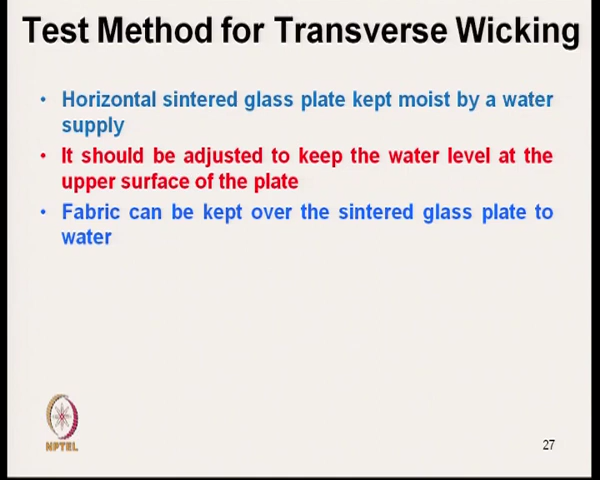 Test Method for Transverse Wicking
• Horizontal sintered glass plate kept moist by a water
supply
• It should be adjusted to keep the water level at the
upper surface of the plate
• Fabric can be kept over the sintered glass plate to
water
NPTEL
27